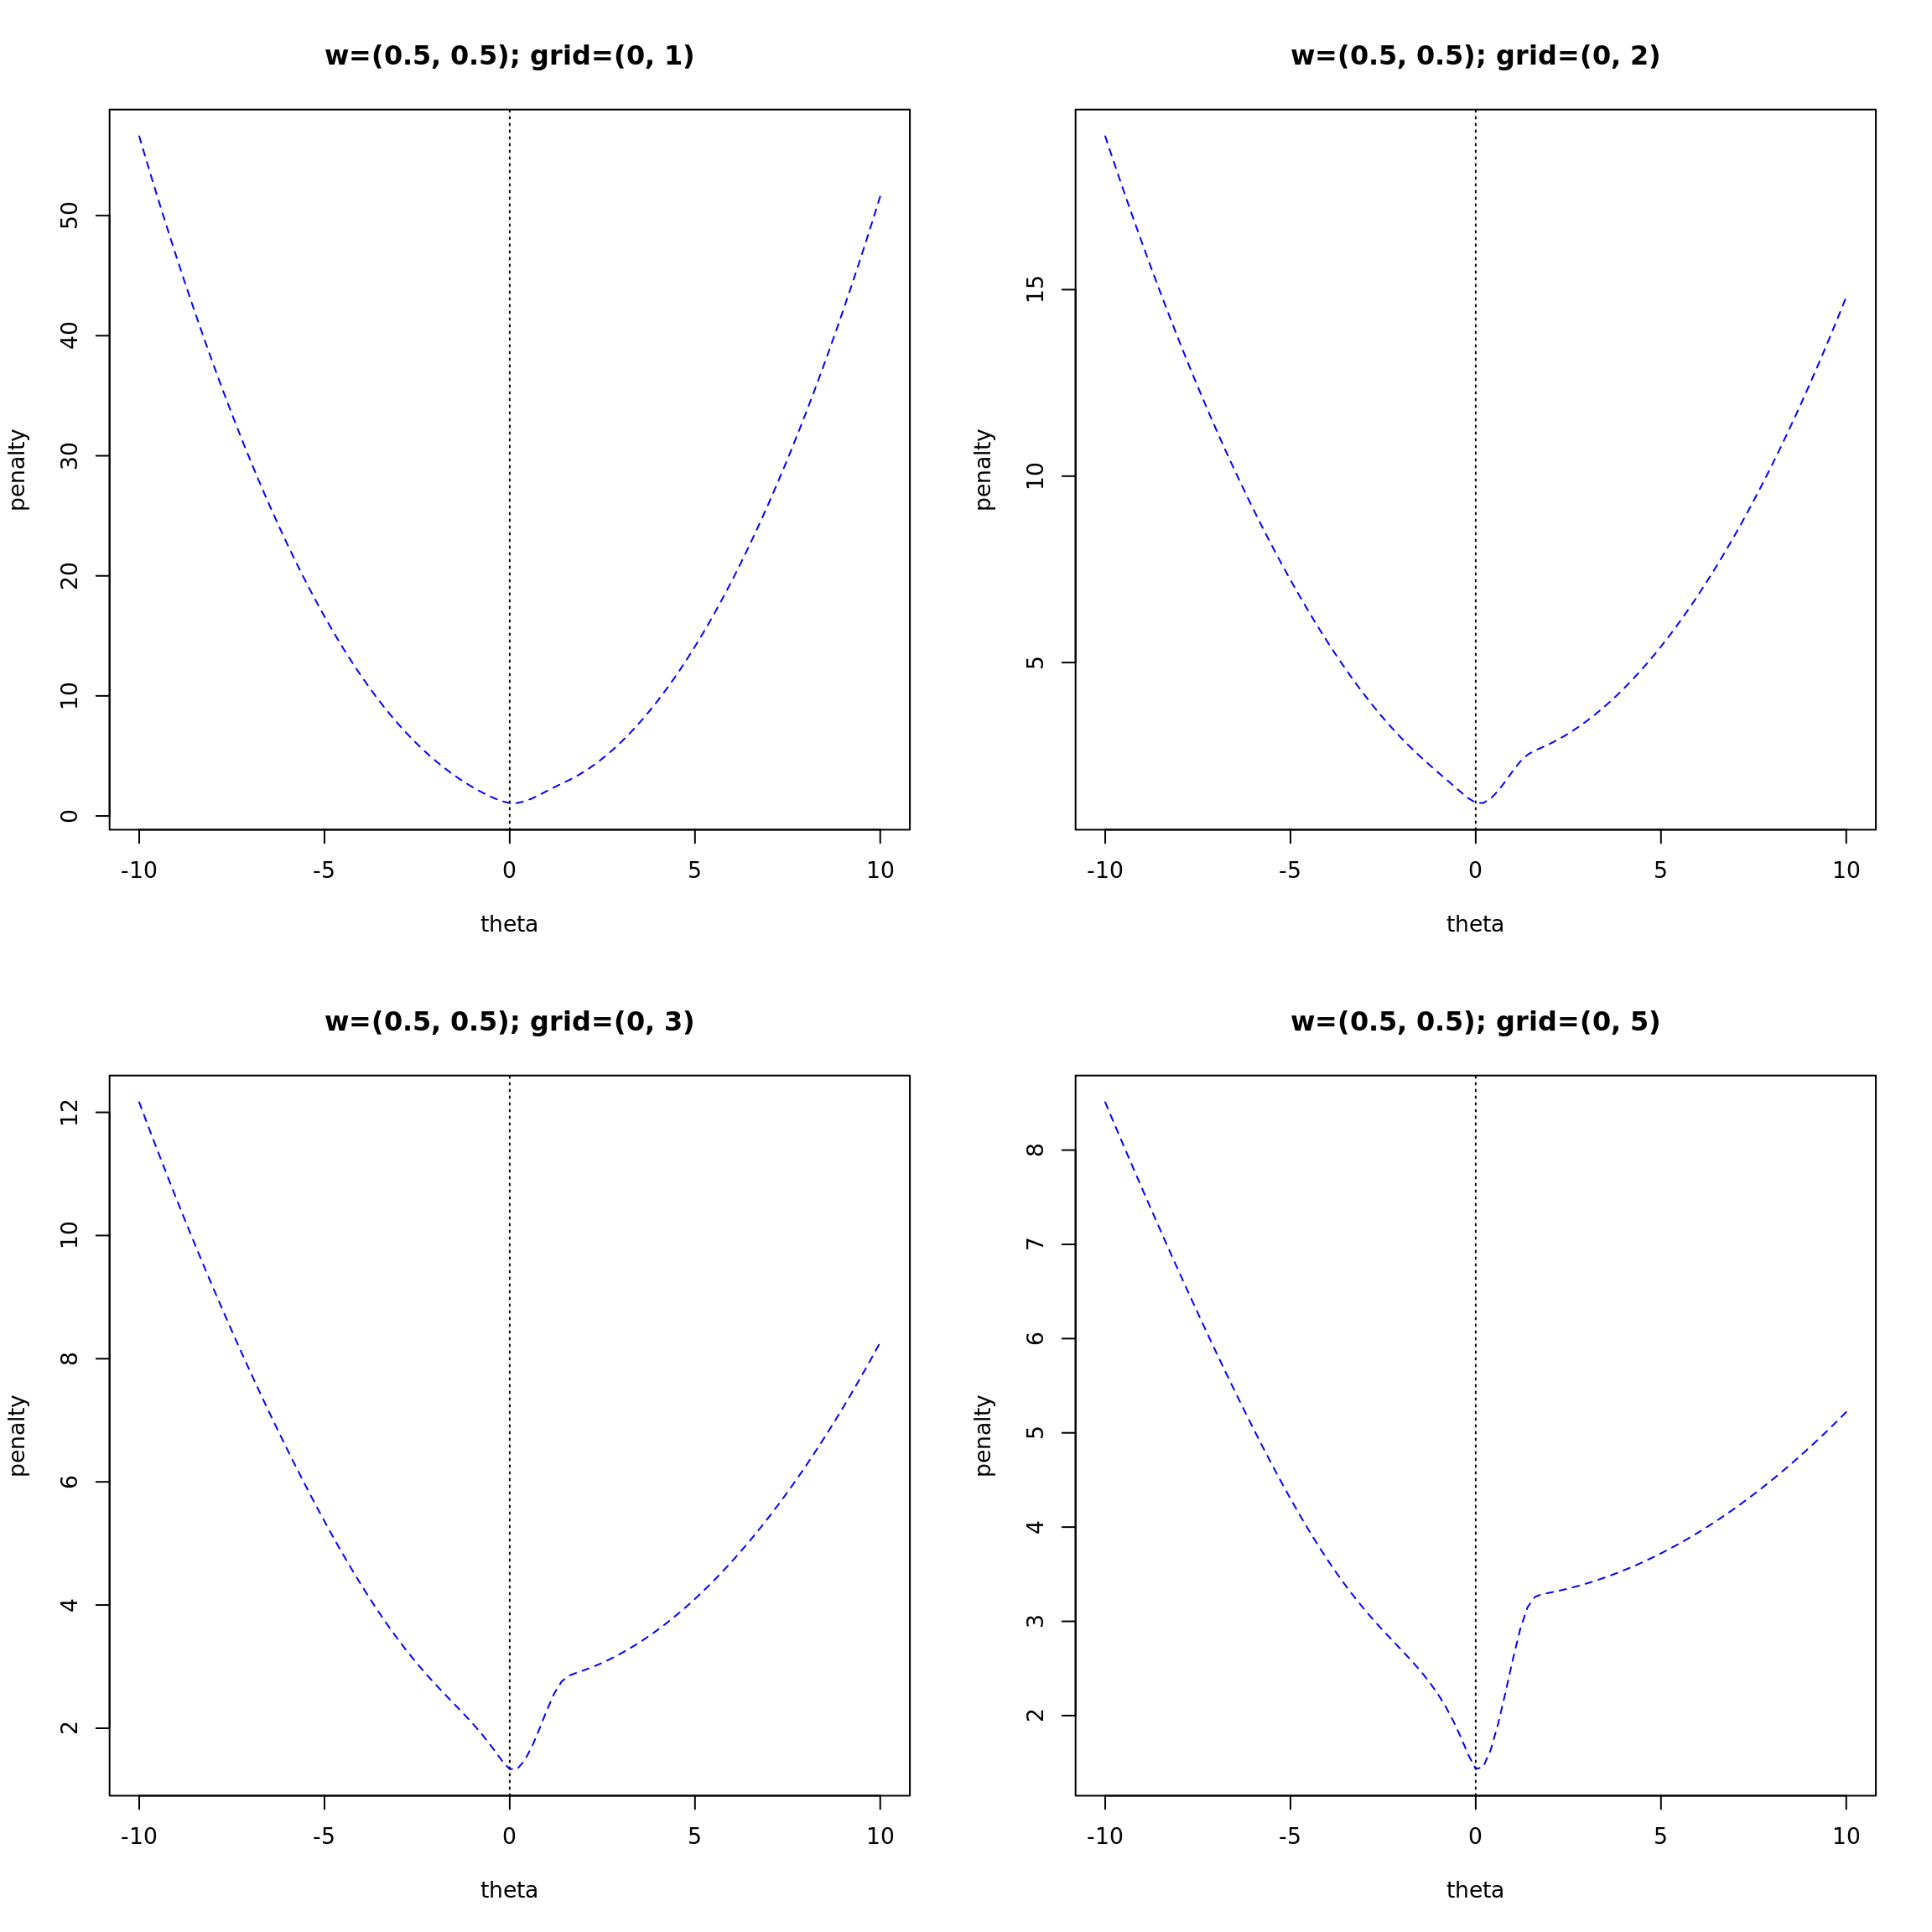 w=(0.5, 0.5); grid=(0, 1)
penalty
50
40
30
20
10
0
-10 -5 0 5 10
theta
w=(0.5, 0.5); grid=(0, 2)
penalty
15
10
5
-10 -5 0 5 10
theta
w=(0.5, 0.5); grid=(0, 3)
penalty
12
10
8
6
4
2
-10 -5 0 5 10
theta
w=(0.5, 0.5); grid=(0, 5)
penalty
8
7
6
5
4
3
2
-10 -5 0 5 10
theta